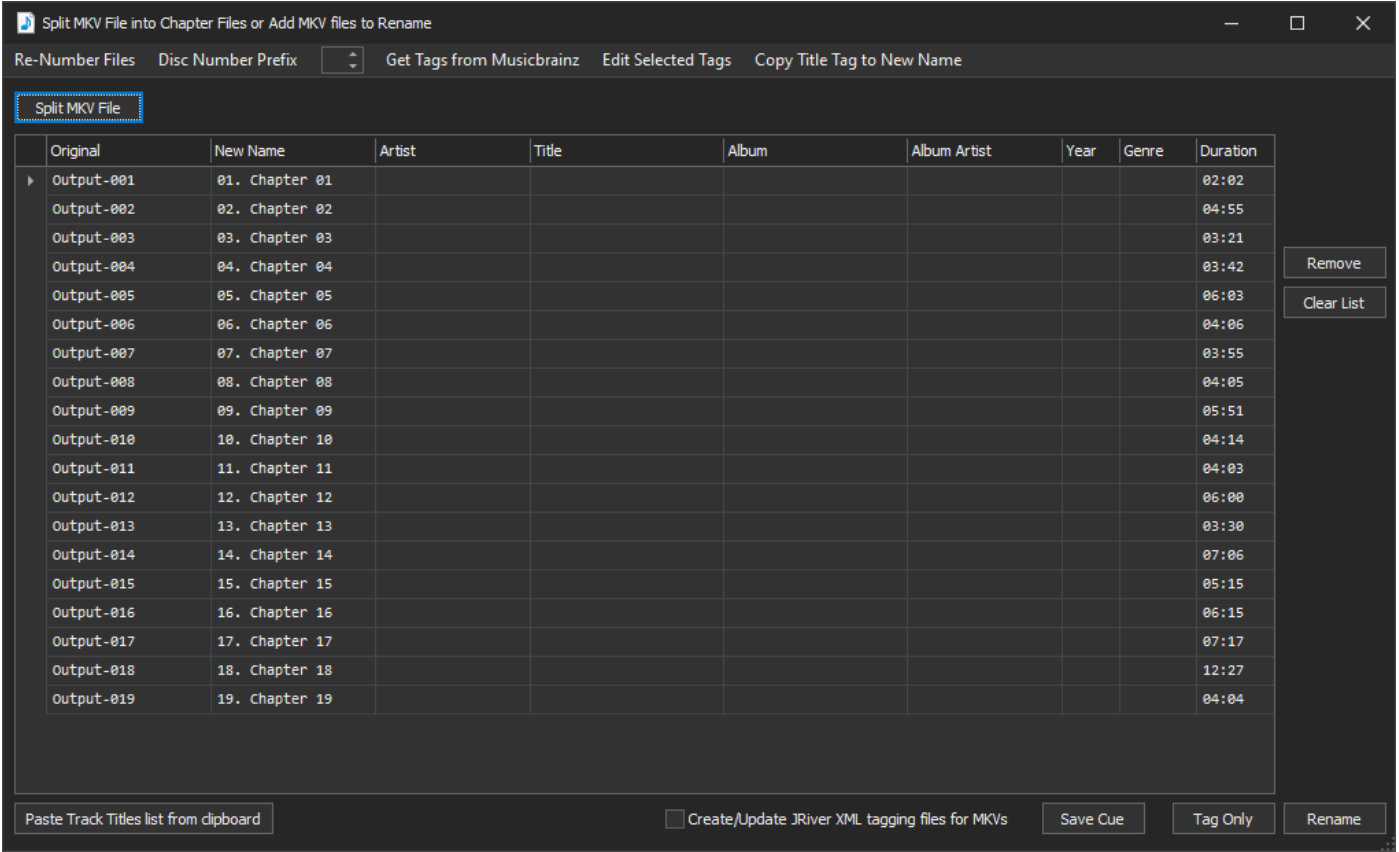 Split MKV File into Chapter Files or Add MKV files to Rename
Re-Number Files Disc Number Prefix Get Tags from Musicbrainz Edit Selected Tags Copy Title Tag to New Name
Split MKV File
Original New Name Artist Title Album Album Artist Year Genre Duration
Output-001 01. Chapter 01 02:02
Output-002 02. Chapter 02 04:55
Output-003 03. Chapter 03 03:21
Output-004 04. Chapter 04 03:42
Remove
Output-005 05. Chapter 05 06:03
Clear List
Output-006 06. Chapter 06 04:06
Output-007 07. Chapter 07 03:55
Output-008 08. Chapter 08 04:05
Output-009 09. Chapter 09 05:51
Output-010 10. Chapter 10 04:14
Output-011 11. Chapter 11 04:03
Output-012 12. Chapter 12 06:00
Output-013 13. Chapter 13 03:30
Output-014 14. Chapter 14 07:06
Output-015 15. Chapter 15 05:15
Output-016 16. Chapter 16 06:15
Output-017 17. Chapter 17 07:17
Output-018 18. Chapter 18 12:27
Output-019 19. Chapter 19 04:04
Paste Track Titles list from clipboard Create/Update JRiver XML tagging files for MKVs Save Cue Tag Only Rename